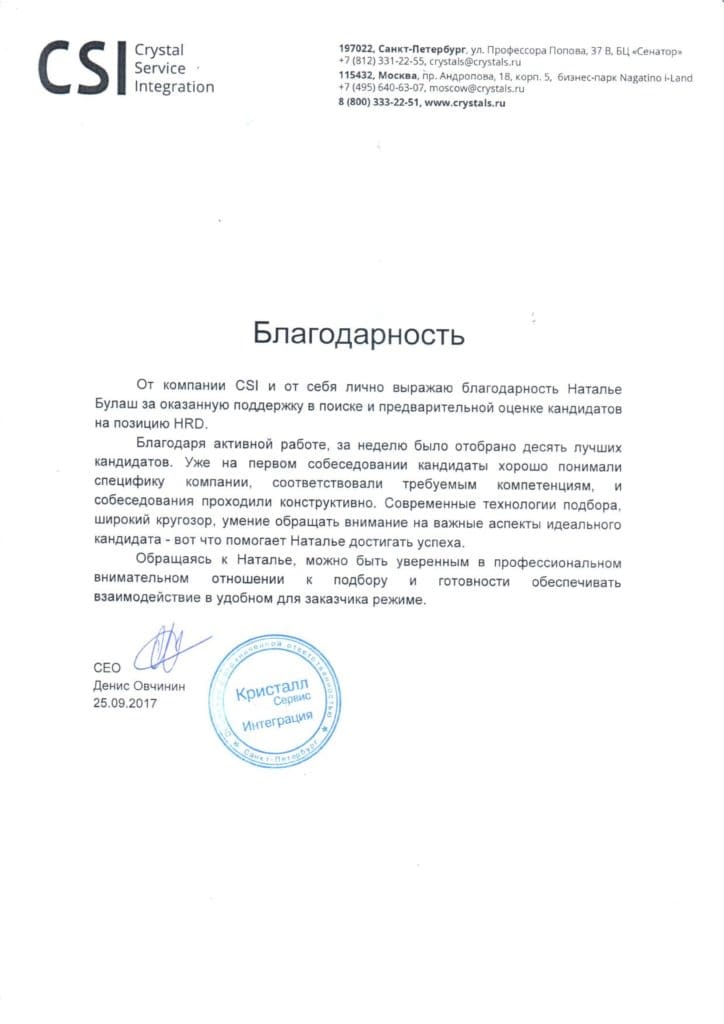 CSI Crystal
Service
Integration
197022, Санкт-Петербург, ул. Профессора Попова, 37 В, БЦ «Сенатор»
+7 (812) 331-22-55, crystals@crystals.ru
115432, Москва, пр. Андропова, 18, корп. 5, бизнес-парк Nagatino i-Land
+7 (495) 640-63-07, moscow@crystals.ru
8 (800) 333-22-51, www.crystals.ru
Благодарность
От компании CSI и от себя лично выражаю благодарность Наталье
Булаш за оказанную поддержку в поиске и предварительной оценке кандидатов
на позицию HRD.
Благодаря активной работе, за неделю было отобрано десять лучших
кандидатов. Уже на первом собеседовании кандидаты хорошо понимали
специфику компании, соответствовали требуемым компетенциям, и
собеседования проходили конструктивно. Современные технологии подбора,
широкий кругозор, умение обращать внимание на важные аспекты идеального
кандидата - вот что помогает Наталье достигать успеха.
Обращаясь к Наталье, можно быть уверенным в профессиональном
внимательном отношении к подбору и готовности обеспечивать
взаимодействие в удобном для заказчика режиме.
CEO
Денис Овчинин
25.09.2017
с ограниченной ответственностью
Кристалл
Сервис
Интеграция
Санкт-Петербург